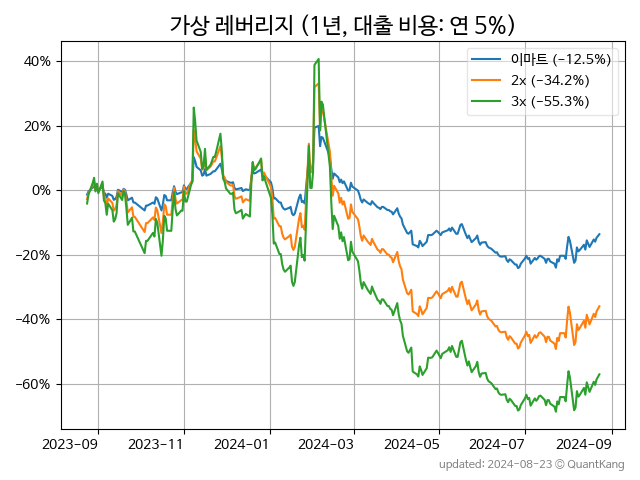 가상 레버리지 (1년, 대출 비용: 연 5%)
이마트 (-12.5%)
2x (-34.2%)
3x (-55.3%)
40%
20%
0%
−20%
−40%
−60%
2023-09 2023-11 2024-01 2024-03 2024-05 2024-07 2024-09
updated: 2024-08-23 © QuantKang